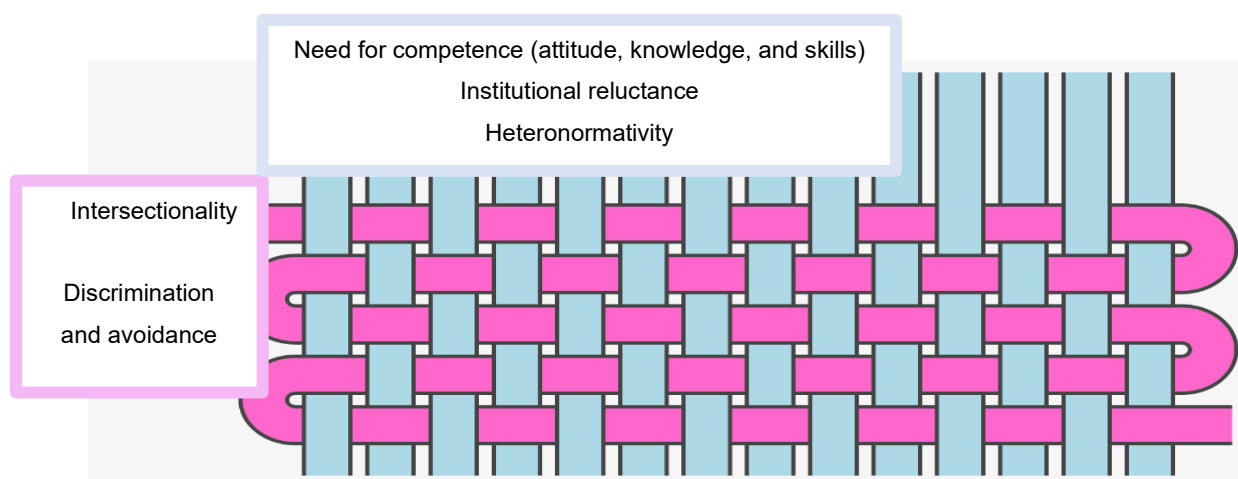 Need for competence (attitude, knowledge, and skills)
Institutional reluctance
Heteronormativity
Intersectionality
Discrimination
and avoidance